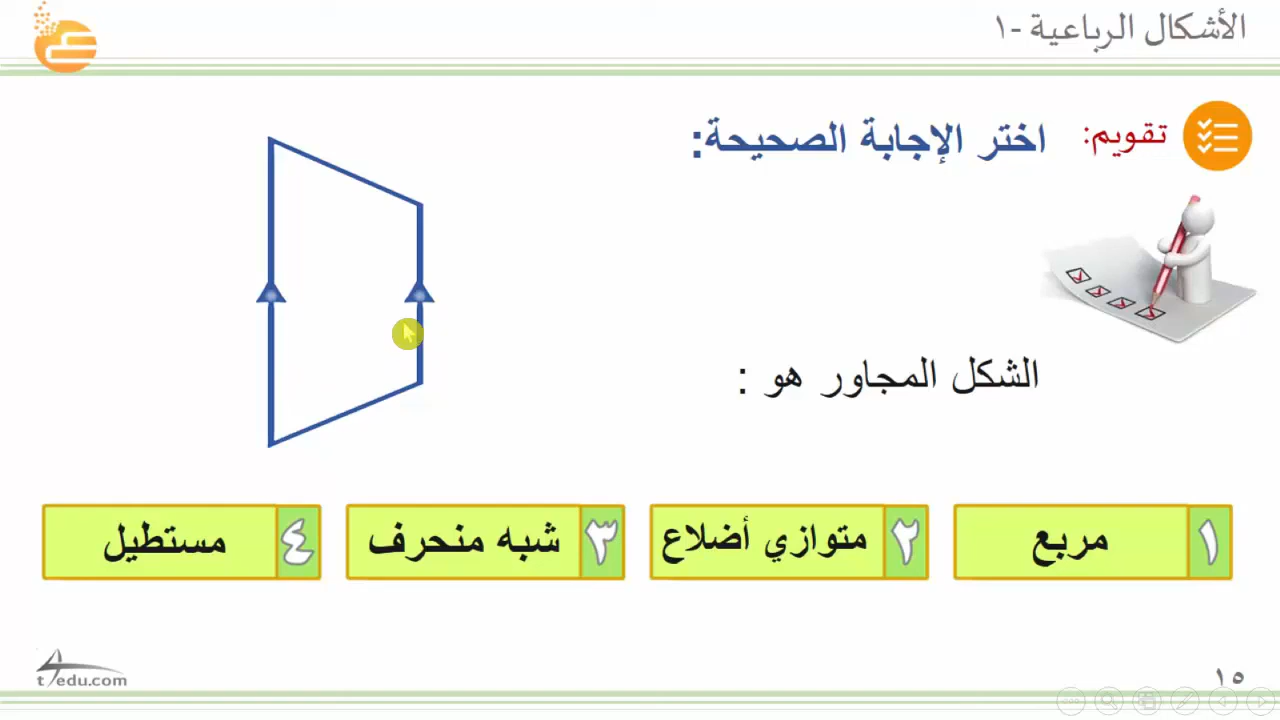 الأشكال الرباعية -١
تقويم: اختر الإجابة الصحيحة:
الشكل المجاور هو :
١ مربع
٢ متوازي أضلاع
٣ شبه منحرف
٤ مستطيل
t4edu.com
١٥